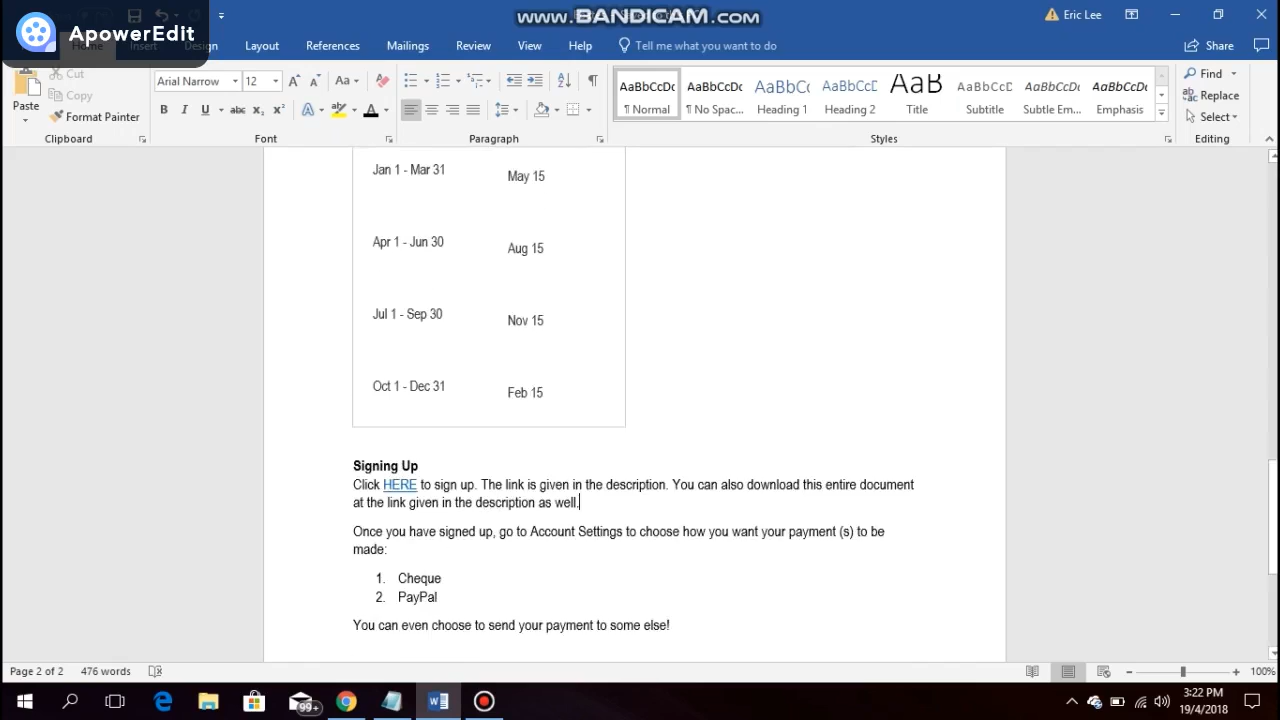 www.BANDICAM.com
Eric Lee
ApowerEdit
Home Insert Design Layout References Mailings Review View Help Tell me what you want to do Share
Cut
Copy
Paste
Format Painter
Arial Narrow 12
AaBbCcDc AaBbCcDc AaBbCc AaBbCcD AaB AaBbCcD AaBbCcDt AaBbCcDt
¶ Normal ¶ No Spac... Heading 1 Heading 2 Title Subtitle Subtle Em... Emphasis
Find
Replace
Select
Clipboard Font Paragraph Styles Editing
Jan 1 - Mar 31 May 15
Apr 1 - Jun 30 Aug 15
Jul 1 - Sep 30 Nov 15
Oct 1 - Dec 31 Feb 15
Signing Up
Click HERE to sign up. The link is given in the description. You can also download this entire document
at the link given in the description as well.
Once you have signed up, go to Account Settings to choose how you want your payment (s) to be
made:
1. Cheque
2. PayPal
You can even choose to send your payment to some else!
Page 2 of 2 476 words 100%
99+
3:22 PM
19/4/2018